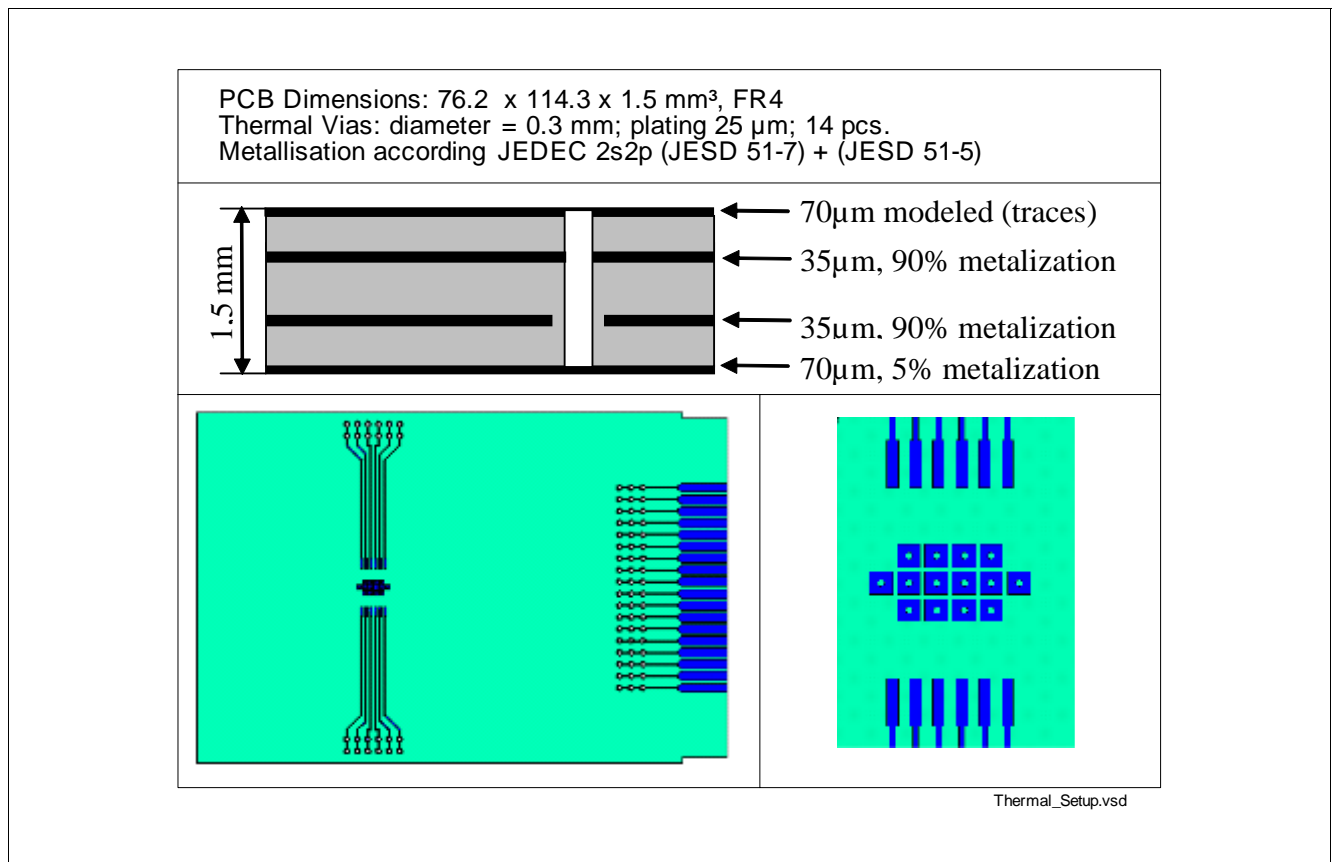 PCB Dimensions: 76.2 x 114.3 x 1.5 mm³, FR4
Thermal Vias: diameter = 0.3 mm; plating 25 µm; 14 pcs.
Metallisation according JEDEC 2s2p (JESD 51-7) + (JESD 51-5)
1.5 mm
70µm modeled (traces)
35µm, 90% metalization
35µm, 90% metalization
70µm, 5% metalization
Thermal_Setup.vsd